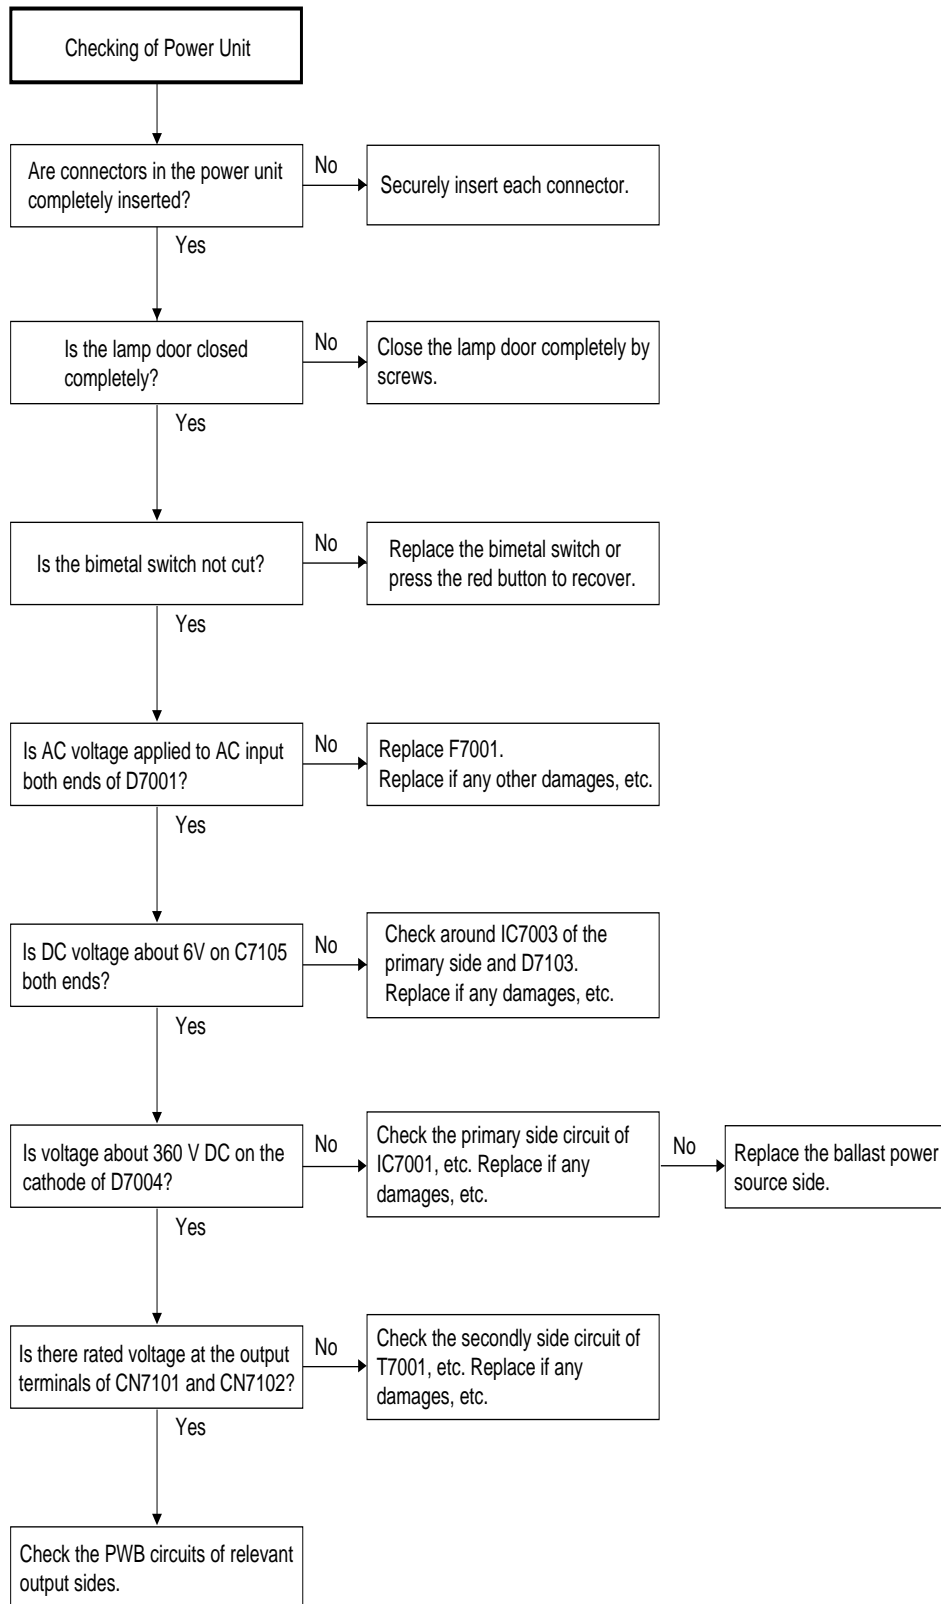 Checking of Power Unit
Are connectors in the power unit
completely inserted?
No
Securely insert each connector.
Yes
Is the lamp door closed
completely?
No
Close the lamp door completely by
screws.
Yes
Is the bimetal switch not cut?
No
Replace the bimetal switch or
press the red button to recover.
Yes
Is AC voltage applied to AC input
both ends of D7001?
No
Replace F7001.
Replace if any other damages, etc.
Yes
Is DC voltage about 6V on C7105
both ends?
No
Check around IC7003 of the
primary side and D7103.
Replace if any damages, etc.
Yes
Is voltage about 360 V DC on the
cathode of D7004?
No
Check the primary side circuit of
IC7001, etc. Replace if any
damages, etc.
No
Replace the ballast power
source side.
Yes
Is there rated voltage at the output
terminals of CN7101 and CN7102?
No
Check the secondly side circuit of
T7001, etc. Replace if any
damages, etc.
Yes
Check the PWB circuits of relevant
output sides.